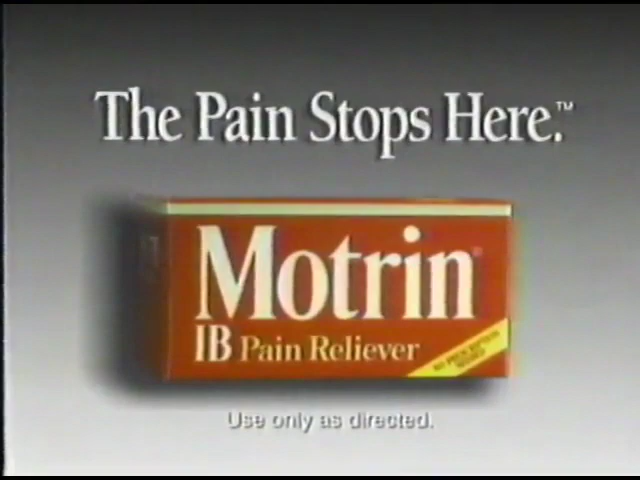 The Pain Stops Here.™
Motrin®
IB Pain Reliever
Use only as directed.